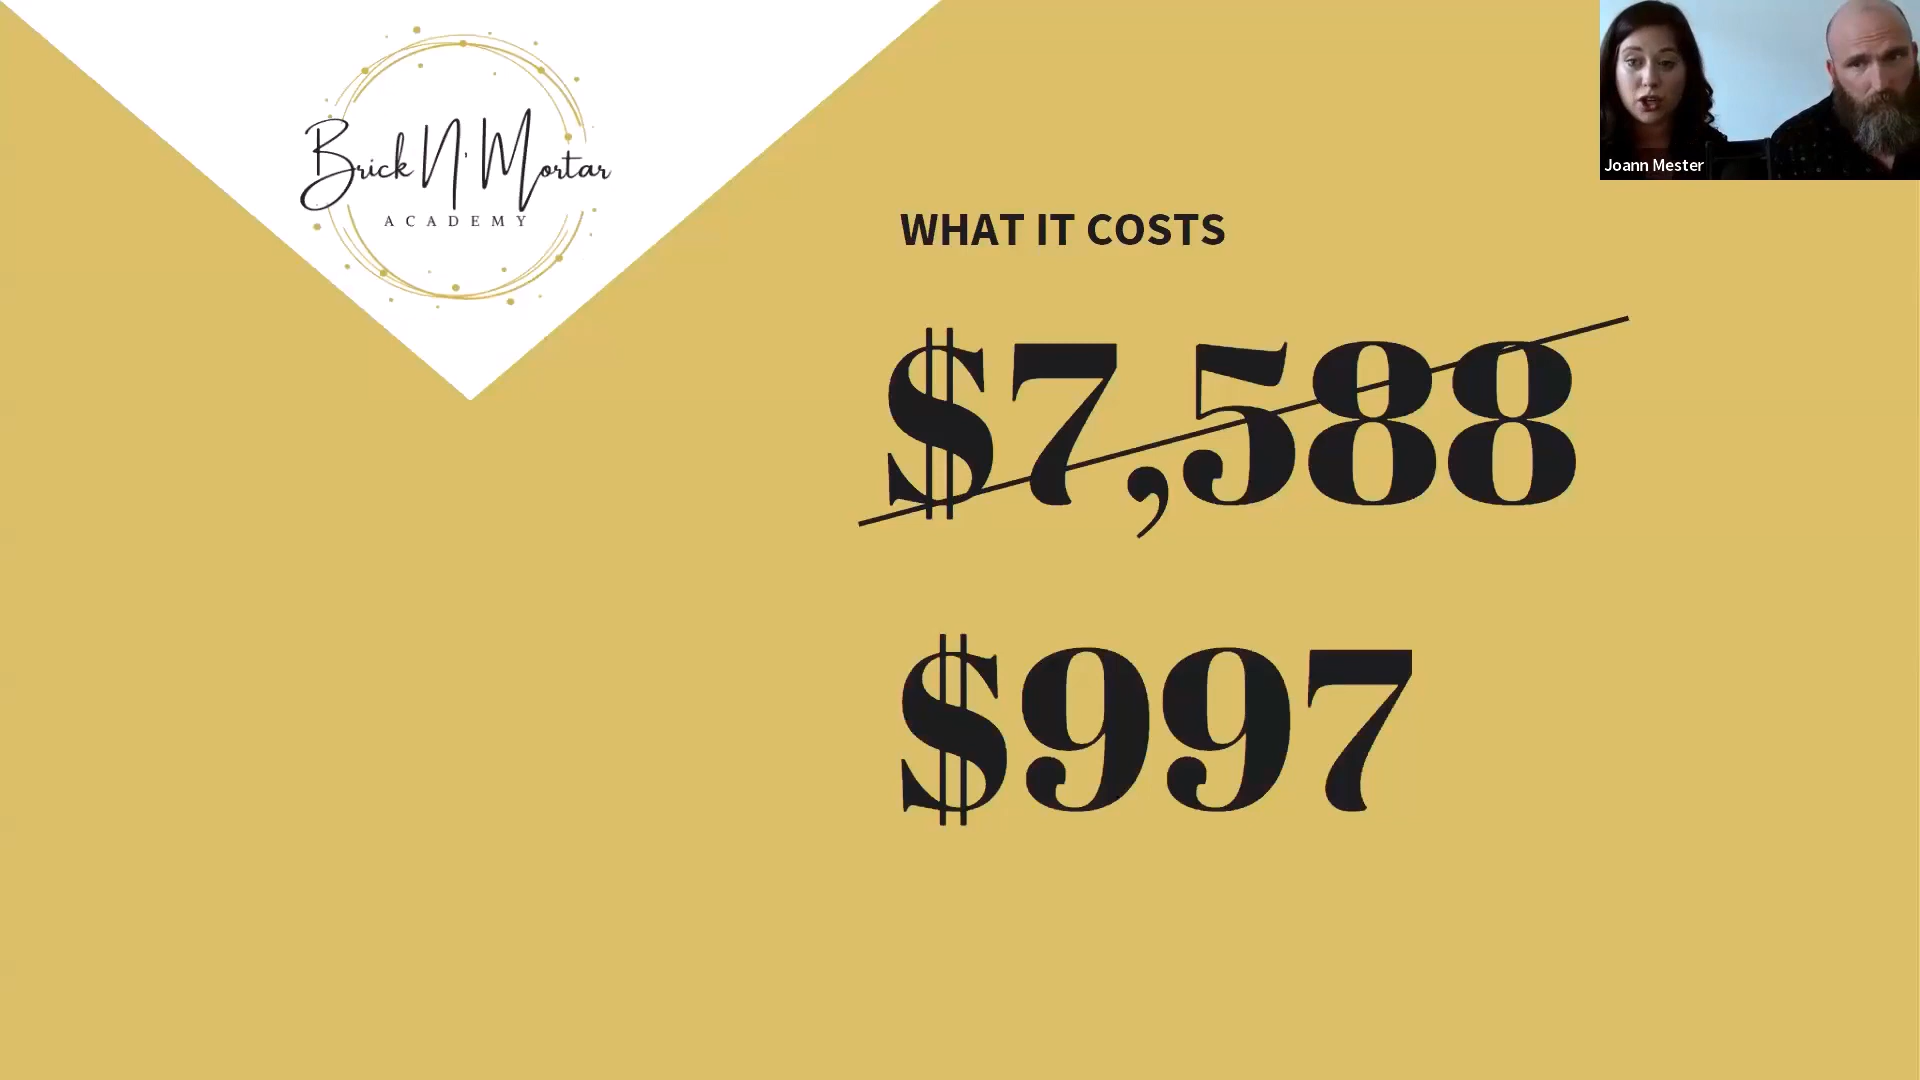 Brick N' Mortar
ACADEMY
Joann Mester
WHAT IT COSTS
$7,588
$997